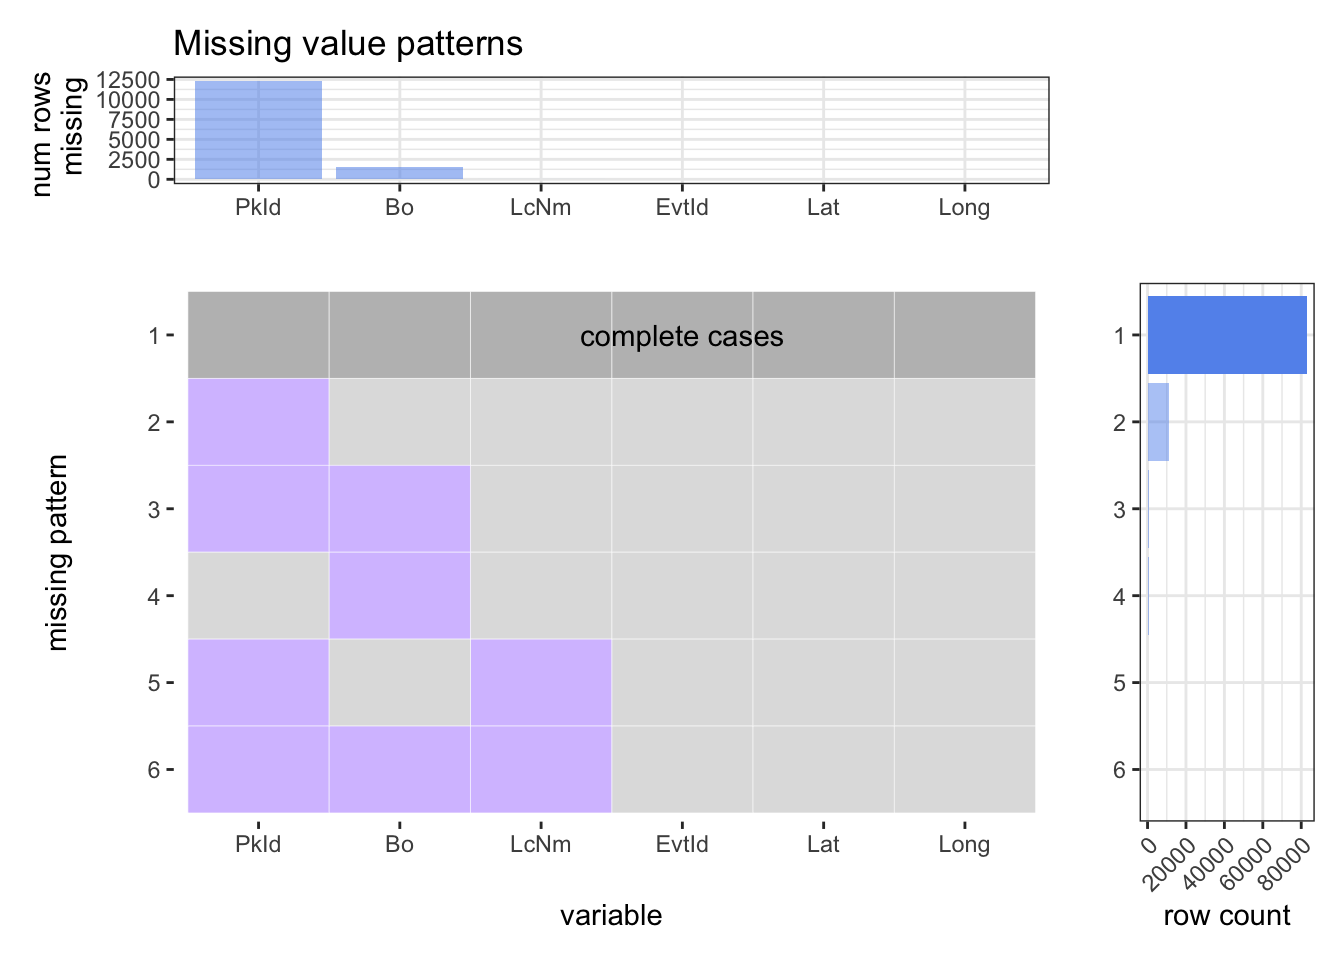 Missing value patterns
num rows
missing
12500
10000
7500
5000
2500
0
PkId Bo LcNm EvtId Lat Long
missing pattern
1
2
3
4
5
6
complete cases
PkId Bo LcNm EvtId Lat Long
variable
1
2
3
4
5
6
0 20000 40000 60000 80000
row count